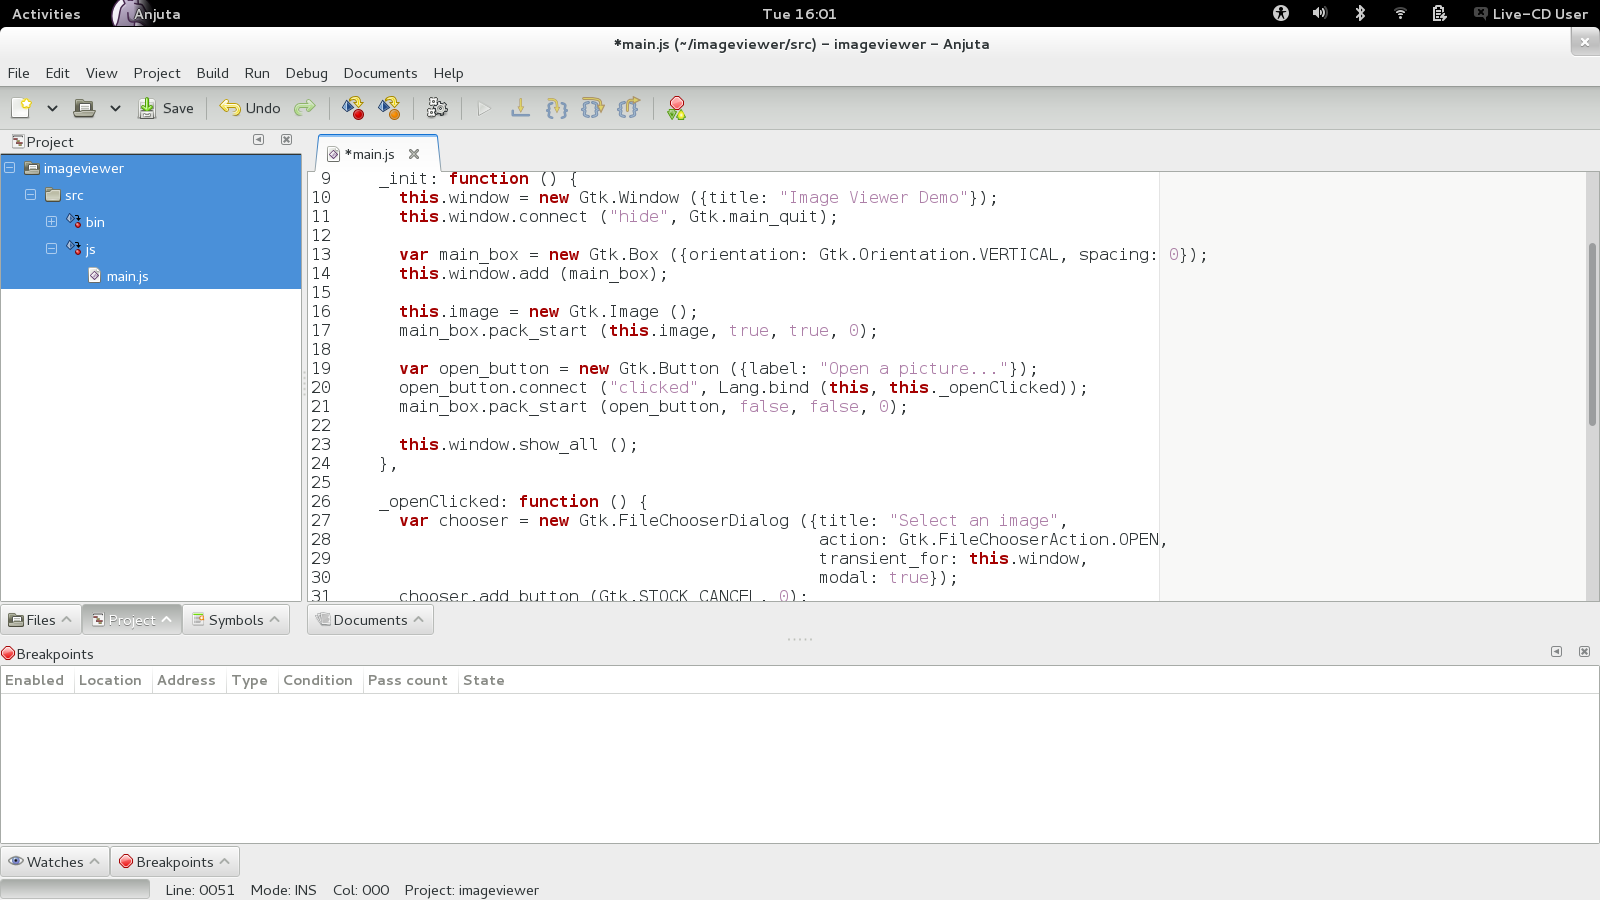 Activities Anjuta Tue 16:01 Live-CD User
*main.js (~/imageviewer/src) - imageviewer - Anjuta
File Edit View Project Build Run Debug Documents Help
Save Undo
Project
imageviewer
src
bin
js
main.js
*main.js
9 _init: function () {
10 this.window = new Gtk.Window ({title: "Image Viewer Demo"});
11 this.window.connect ("hide", Gtk.main_quit);
12
13 var main_box = new Gtk.Box ({orientation: Gtk.Orientation.VERTICAL, spacing: 0});
14 this.window.add (main_box);
15
16 this.image = new Gtk.Image ();
17 main_box.pack_start (this.image, true, true, 0);
18
19 var open_button = new Gtk.Button ({label: "Open a picture..."});
20 open_button.connect ("clicked", Lang.bind (this, this._openClicked));
21 main_box.pack_start (open_button, false, false, 0);
22
23 this.window.show_all ();
24 },
25
26 _openClicked: function () {
27 var chooser = new Gtk.FileChooserDialog ({title: "Select an image",
28 action: Gtk.FileChooserAction.OPEN,
29 transient_for: this.window,
30 modal: true});
31 chooser.add_button (Gtk.STOCK_CANCEL, 0);
Files Project Symbols Documents
Breakpoints
Enabled Location Address Type Condition Pass count State
Watches Breakpoints
Line: 0051 Mode: INS Col: 000 Project: imageviewer